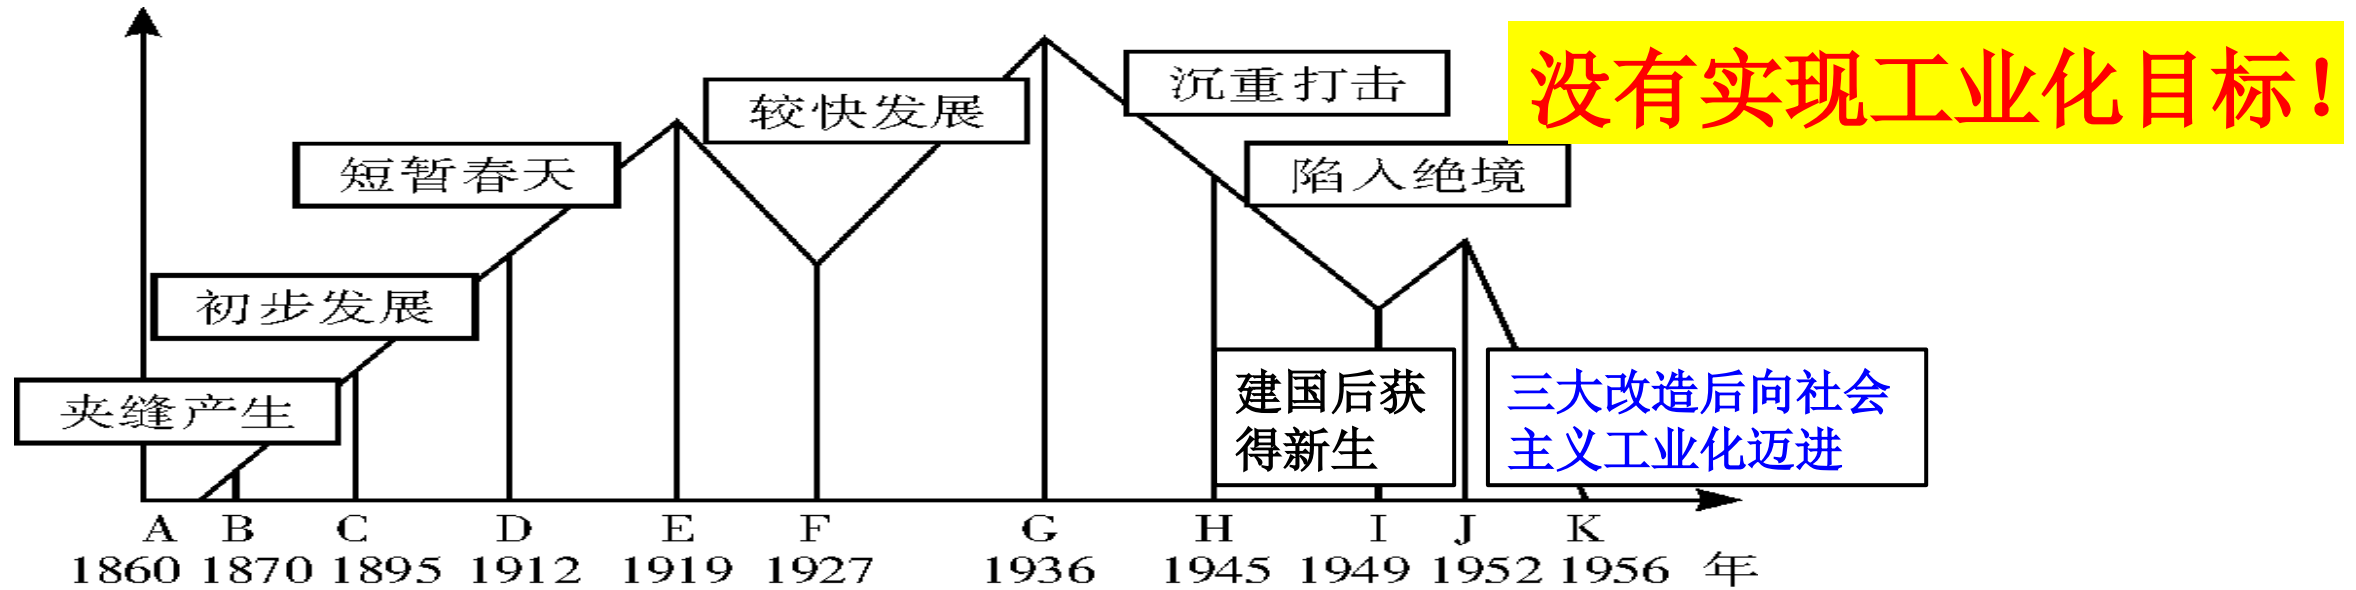 没有实现工业化目标！
沉重打击
较快发展
陷入绝境
短暂春天
初步发展
夹缝产生
建国后获
得新生
三大改造后向社会
主义工业化迈进
A B C D E F G H I J K
1860 1870 1895 1912 1919 1927 1936 1945 1949 1952 1956 年